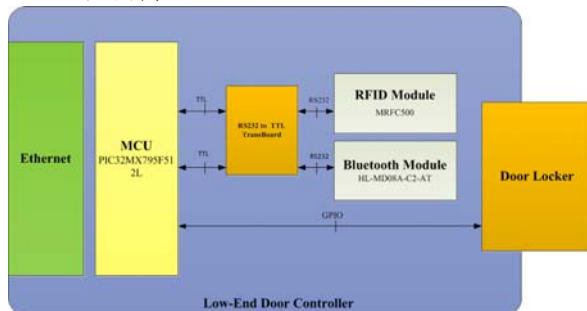 Ethernet
MCU
PIC32MX795F51
2L
TTL
TTL
RS232 to TTL
TransBoard
RS232
RS232
RFID Module
MRFC500
Bluetooth Module
HL-MD08A-C2-AT
GPIO
Door Locker
Low-End Door Controller